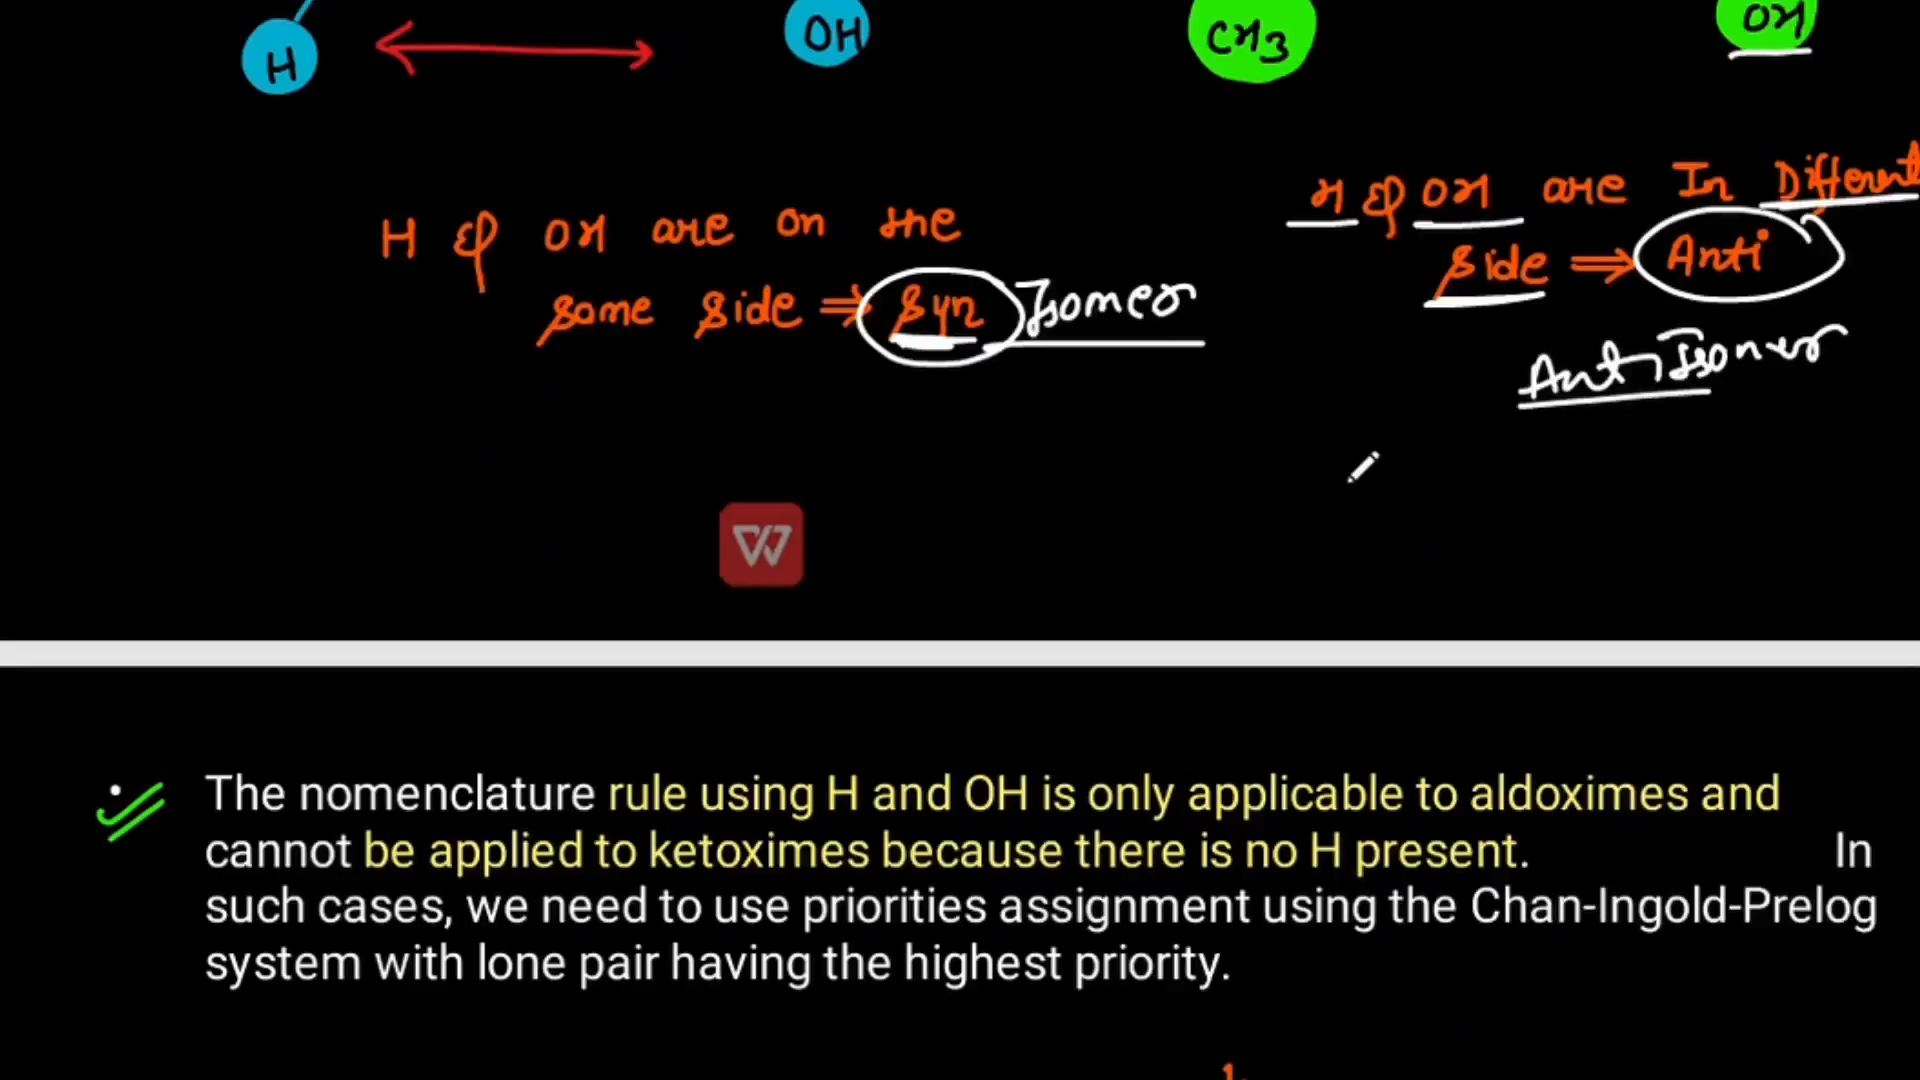 H
OH
CH3
OH
H & OH are on the
Same Side ⇒ Syn Isomer
H & OH are In Different
Side ⇒ Anti
Anti Isomer
W
• The nomenclature rule using H and OH is only applicable to aldoximes and
cannot be applied to ketoximes because there is no H present. In
such cases, we need to use priorities assignment using the Chan-Ingold-Prelog
system with lone pair having the highest priority.